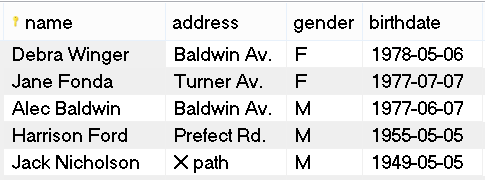 name address gender birthdate
Debra Winger Baldwin Av. F 1978-05-06
Jane Fonda Turner Av. F 1977-07-07
Alec Baldwin Baldwin Av. M 1977-06-07
Harrison Ford Prefect Rd. M 1955-05-05
Jack Nicholson X path M 1949-05-05